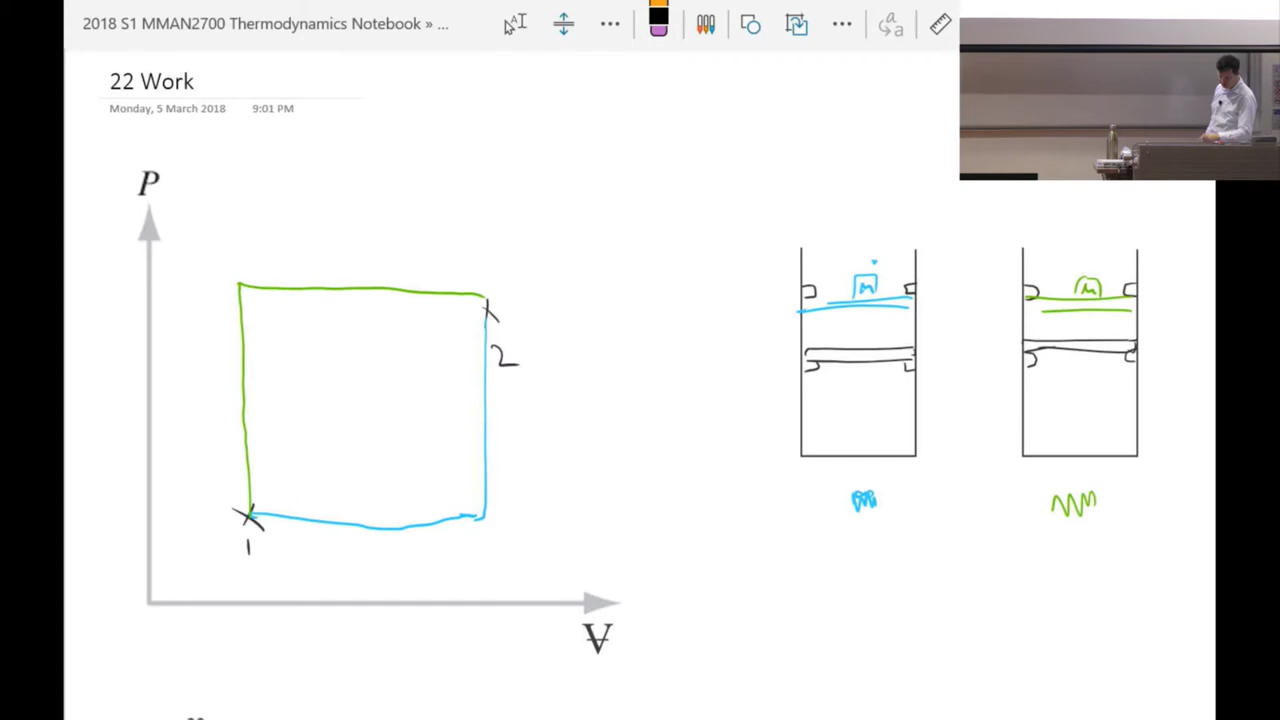 2018 S1 MMAN2700 Thermodynamics Notebook » ...
22 Work
Monday, 5 March 2018 9:01 PM
P
m
m
2
1
V